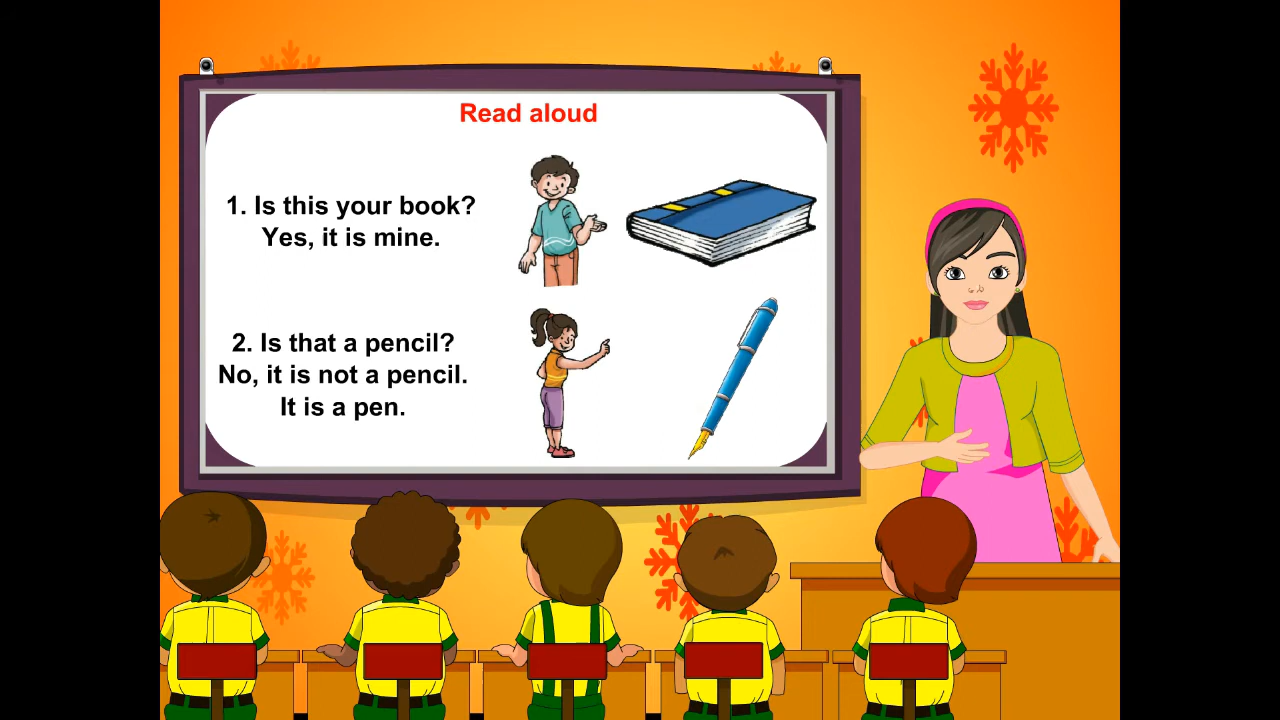 Read aloud
1. Is this your book?
Yes, it is mine.
2. Is that a pencil?
No, it is not a pencil.
It is a pen.